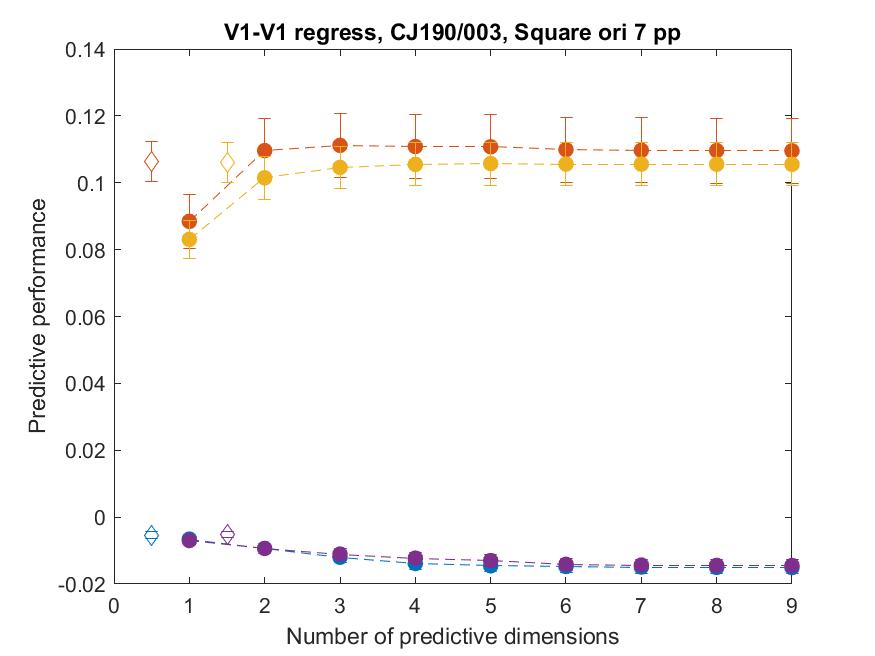 V1-V1 regress, CJ190/003, Square ori 7 pp
0.14
0.12
0.1
0.08
0.06
0.04
0.02
0
-0.02
Predictive performance
0 1 2 3 4 5 6 7 8 9
Number of predictive dimensions